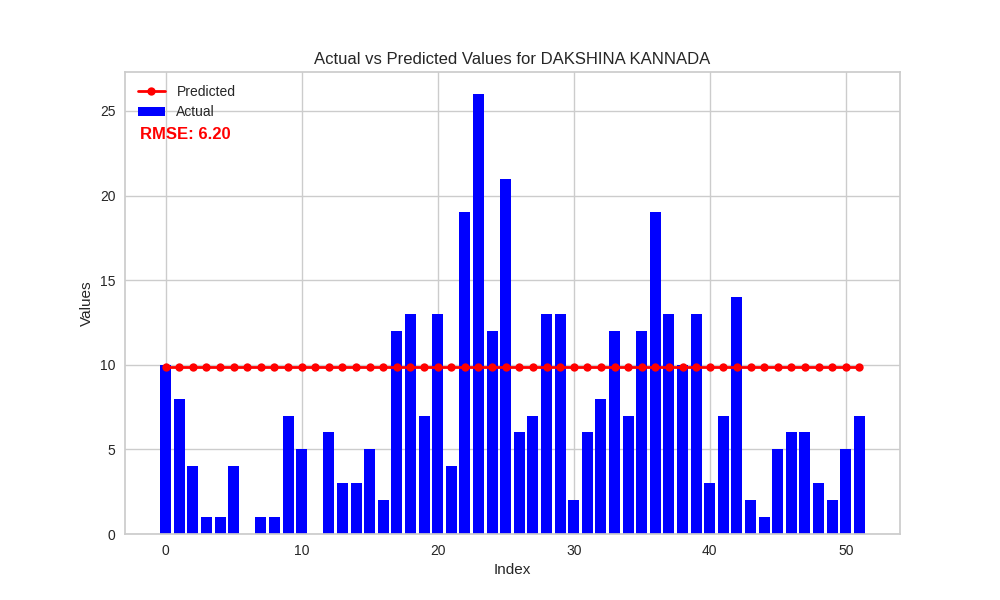 Actual vs Predicted Values for DAKSHINA KANNADA
Predicted
Actual
RMSE: 6.20
Values
25
20
15
10
5
0
0 10 20 30 40 50
Index